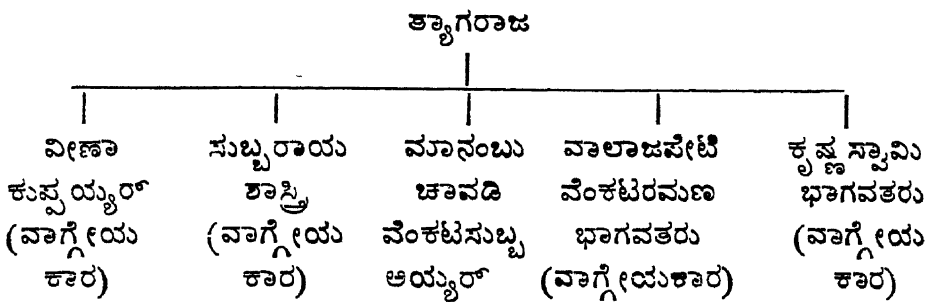 ತ್ಯಾಗರಾಜ
ವೀಣಾ ಸುಬ್ಬರಾಯ ಮಾನಂಬು ವಾಲಾಜಪೇಟೆ ಕೃಷ್ಣ ಸ್ವಾಮಿ
ಕುಪ್ಪಯ್ಯರ್ ಶಾಸ್ತ್ರಿ ಚಾವಡಿ ವೆಂಕಟರಮಣ ಭಾಗವತರು
(ವಾಗ್ಗೇಯ (ವಾಗ್ಗೇಯ ವೆಂಕಟಸುಬ್ಬ ಭಾಗವತರು (ವಾಗ್ಗೇಯ
ಕಾರ) ಕಾರ) ಅಯ್ಯರ್ (ವಾಗ್ಗೇಯಕಾರ) ಕಾರ)